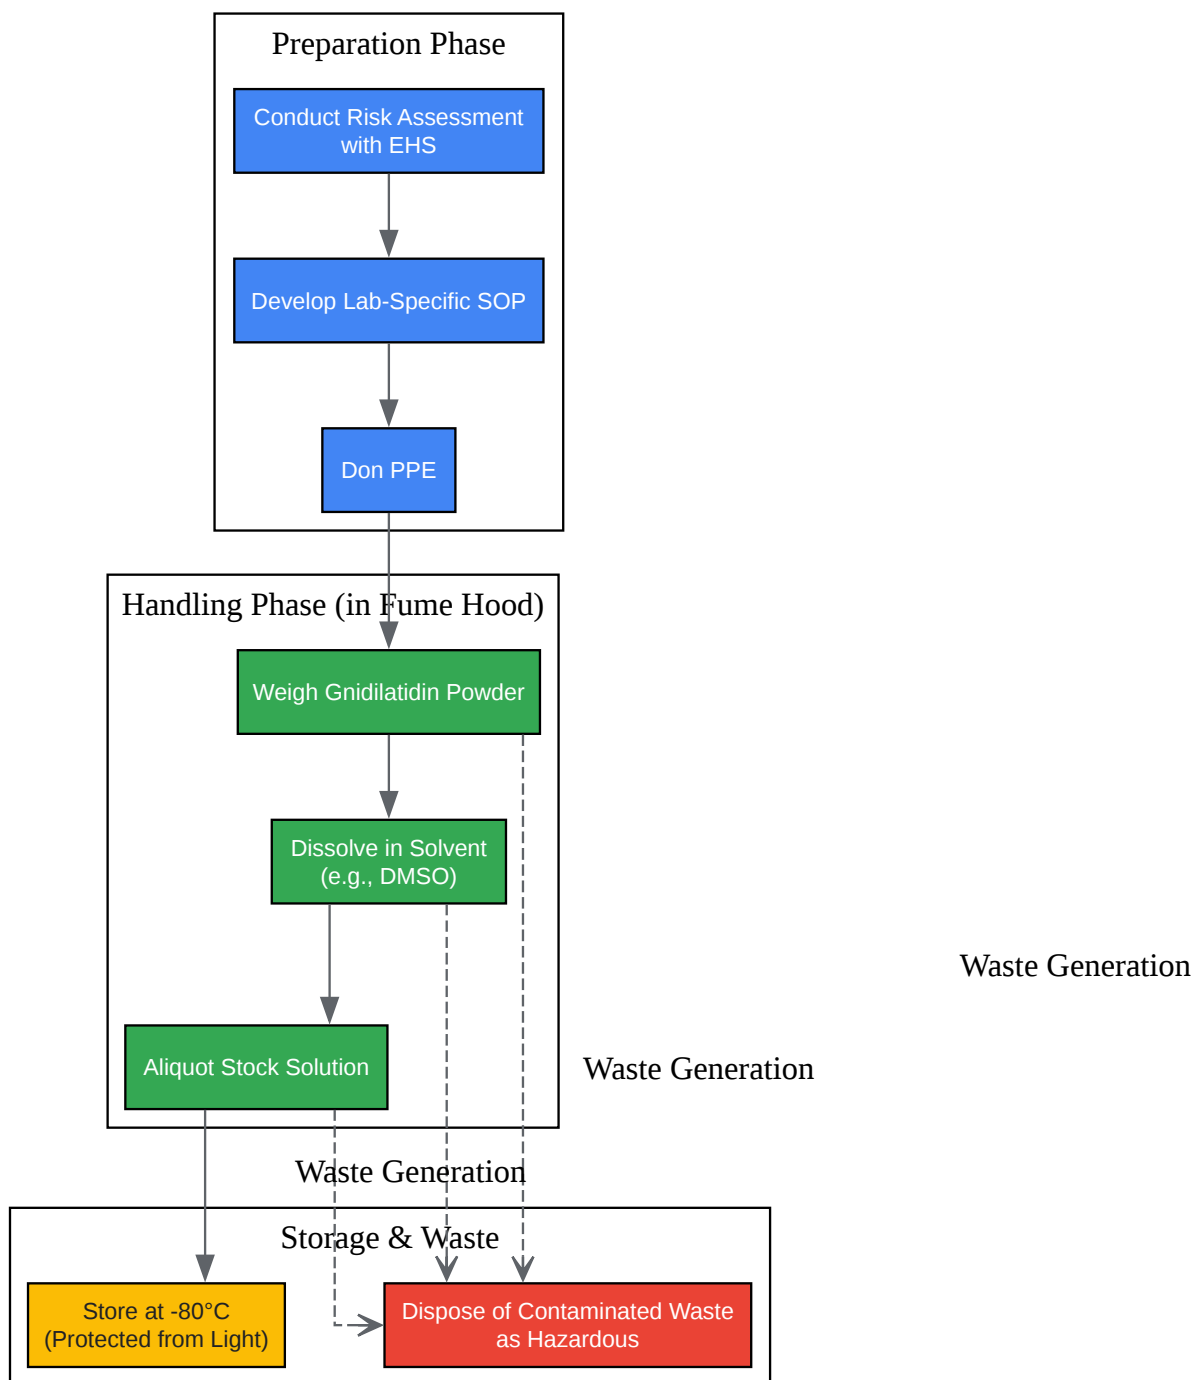 Preparation Phase
Conduct Risk Assessment
with EHS
Develop Lab-Specific SOP
Don PPE
Handling Phase (in Fume Hood)
Weigh Gnidilatidin Powder
Dissolve in Solvent
(e.g., DMSO)
Waste Generation
Aliquot Stock Solution
Waste Generation
Waste Generation
Storage & Waste
Store at -80°C
(Protected from Light)
Dispose of Contaminated Waste
as Hazardous